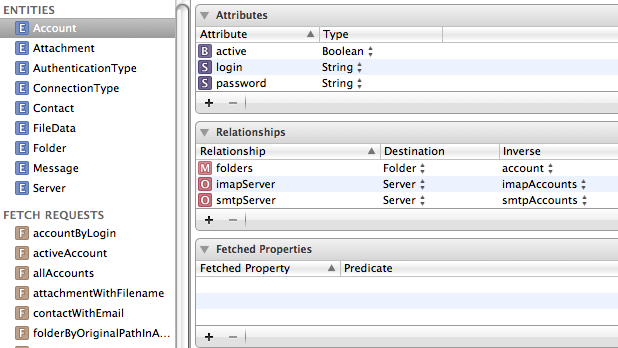 ENTITIES
E Account
E Attachment
E AuthenticationType
E ConnectionType
E Contact
E FileData
E Folder
E Message
E Server
FETCH REQUESTS
F accountByLogin
F activeAccount
F allAccounts
F attachmentWithFilename
F contactWithEmail
F folderByOriginalPathInA...
Attributes
Attribute Type
B active Boolean
S login String
S password String
+ −
Relationships
Relationship Destination Inverse
M folders Folder account
O imapServer Server imapAccounts
O smtpServer Server smtpAccounts
+ −
Fetched Properties
Fetched Property Predicate
+ −